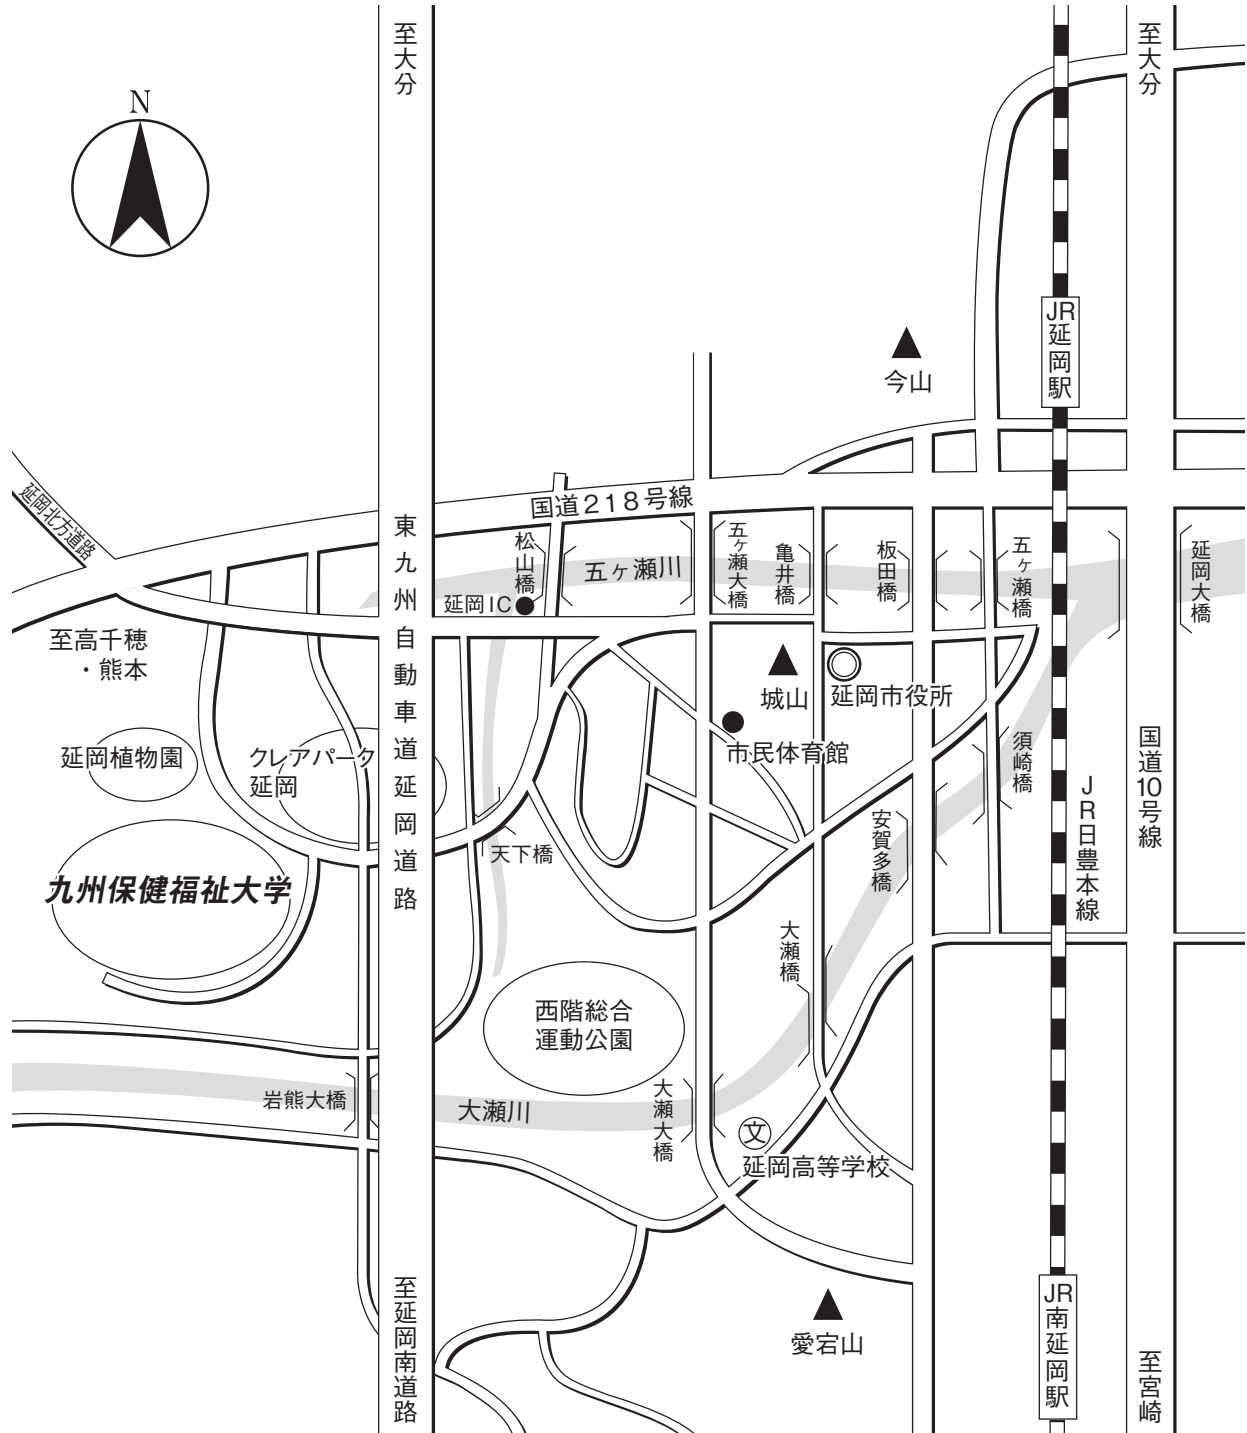 至大分
至大分
N
JR延岡駅
今山
延岡北方道路
国道218号線
東九州自動車道延岡道路
松山橋
五ヶ瀬川
五ヶ瀬大橋
亀井橋
板田橋
五ヶ瀬橋
延岡大橋
延岡IC
至高千穂
・熊本
城山
延岡市役所
延岡植物園
クレアパーク
延岡
市民体育館
須崎橋
国道10号線
JR日豊本線
安賀多橋
天下橋
九州保健福祉大学
大瀬橋
西階総合
運動公園
岩熊大橋
大瀬川
大瀬大橋
文
延岡高等学校
至延岡南道路
JR南延岡駅
愛宕山
至宮崎